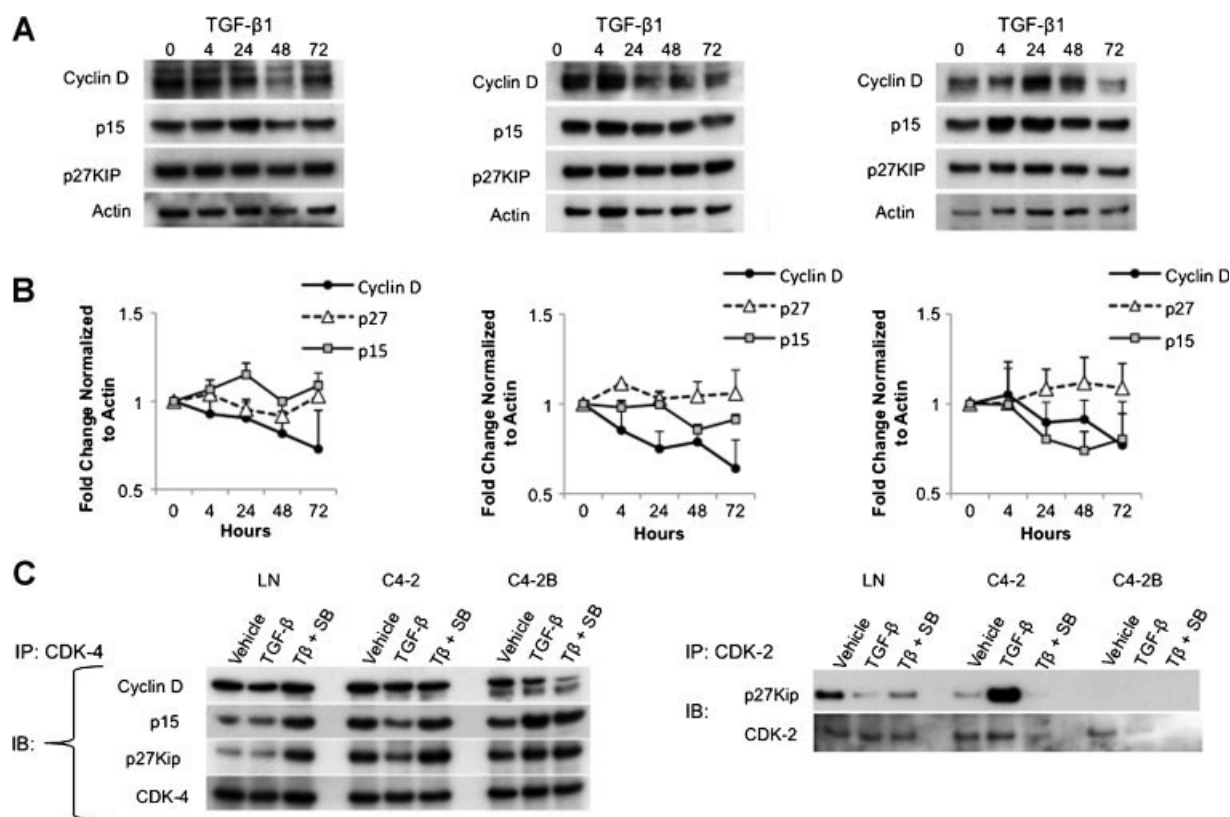 A
TGF-β1
0 4 24 48 72
Cyclin D
p15
p27KIP
Actin
TGF-β1
0 4 24 48 72
Cyclin D
p15
p27KIP
Actin
TGF-β1
0 4 24 48 72
Cyclin D
p15
p27KIP
Actin
B
Fold Change Normalized
to Actin
1.5
1
0.5
0 4 24 48 72
Hours
Cyclin D
p27
p15
Fold Change Normalized
to Actin
1.5
1
0.5
0 4 24 48 72
Hours
Cyclin D
p27
p15
Fold Change Normalized
to Actin
1.5
1
0.5
0 4 24 48 72
Hours
Cyclin D
p27
p15
C
LN C4-2 C4-2B
Vehicle TGF-β Tβ + SB Vehicle TGF-β Tβ + SB Vehicle TGF-β Tβ + SB
IP: CDK-4
IB:
Cyclin D
p15
p27Kip
CDK-4
LN C4-2 C4-2B
Vehicle TGF-β Tβ + SB Vehicle TGF-β Tβ + SB Vehicle TGF-β Tβ + SB
IP: CDK-2
IB:
p27Kip
CDK-2